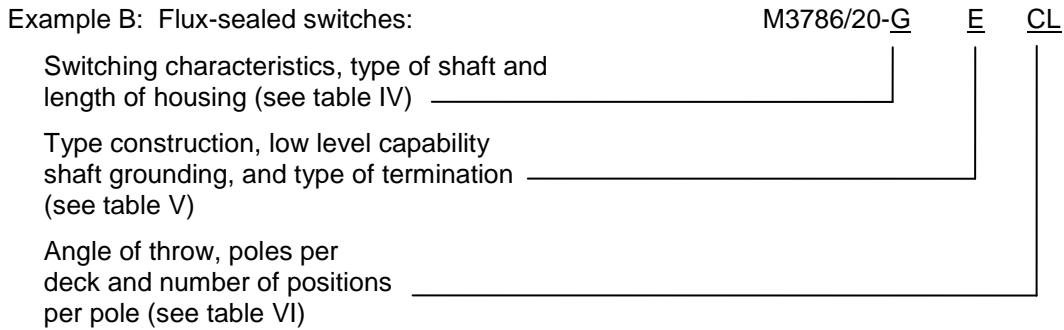 Example B: Flux-sealed switches: M3786/20-G E CL
Switching characteristics, type of shaft and
length of housing (see table IV)
Type construction, low level capability
shaft grounding, and type of termination
(see table V)
Angle of throw, poles per
deck and number of positions
per pole (see table VI)